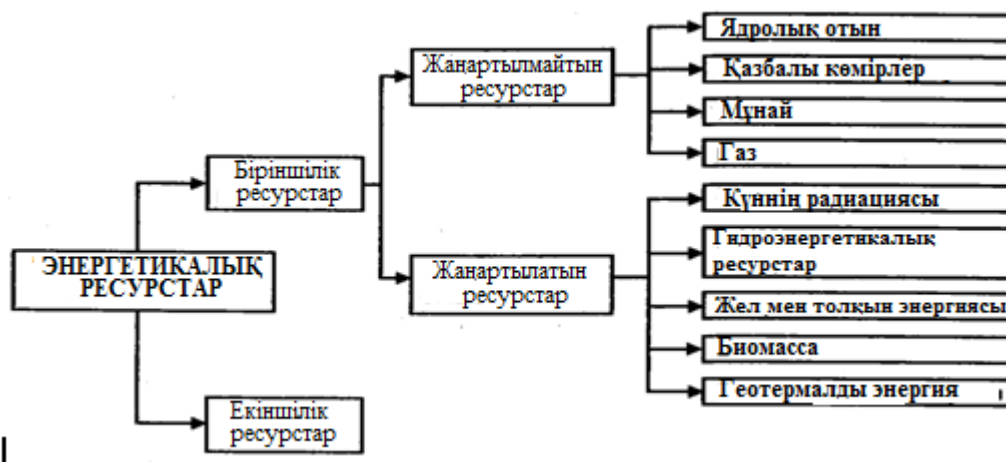 ЭНЕРГЕТИКАЛЫҚ
РЕСУРСТАР
Біріншілік
ресурстар
Екіншілік
ресурстар
Жаңартылмайтын
ресурстар
Жаңартылатын
ресурстар
Ядролық отын
Қазбалы көмірлер
Мұнай
Газ
Күннің радиациясы
Гидроэнергетикалық
ресурстар
Жел мен толқын энергиясы
Биомасса
Геотермалды энергия